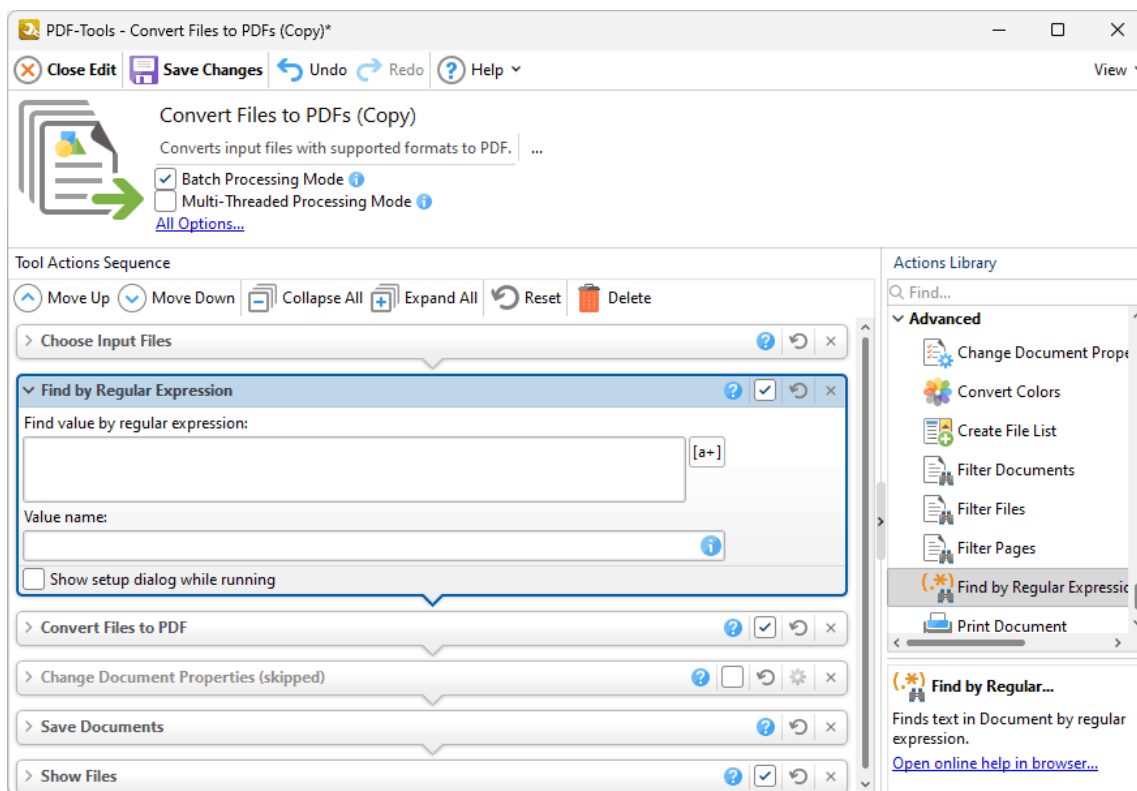 PDF-Tools - Convert Files to PDFs (Copy)*
Close Edit Save Changes Undo Redo Help View
Convert Files to PDFs (Copy)
Converts input files with supported formats to PDF. ...
Batch Processing Mode
Multi-Threaded Processing Mode
All Options...
Tool Actions Sequence
Move Up Move Down Collapse All Expand All Reset Delete
Choose Input Files
Find by Regular Expression
Find value by regular expression:
[a+]
Value name:
Show setup dialog while running
Convert Files to PDF
Change Document Properties (skipped)
Save Documents
Show Files
Actions Library
Find...
Advanced
Change Document Prope
Convert Colors
Create File List
Filter Documents
Filter Files
Filter Pages
(.*) Find by Regular Expressic
Print Document
(.*) Find by Regular...
Finds text in Document by regular
expression.
Open online help in browser...